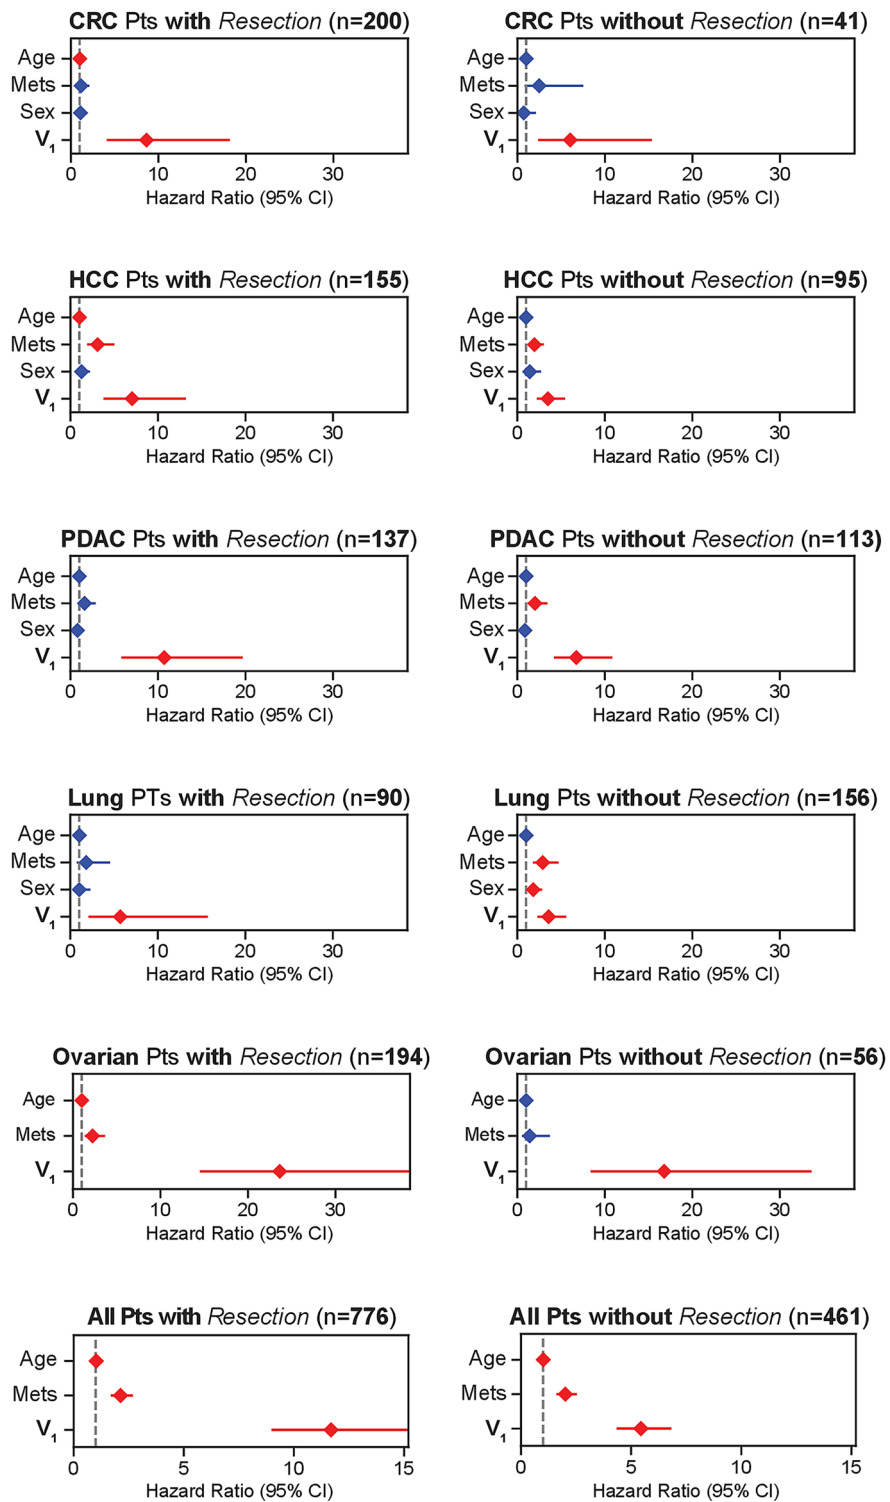 CRC Pts with Resection (n=200)
Age
Mets
Sex
V1
0 10 20 30
Hazard Ratio (95% CI)
CRC Pts without Resection (n=41)
Age
Mets
Sex
V1
0 10 20 30
Hazard Ratio (95% CI)
HCC Pts with Resection (n=155)
Age
Mets
Sex
V1
0 10 20 30
Hazard Ratio (95% CI)
HCC Pts without Resection (n=95)
Age
Mets
Sex
V1
0 10 20 30
Hazard Ratio (95% CI)
PDAC Pts with Resection (n=137)
Age
Mets
Sex
V1
0 10 20 30
Hazard Ratio (95% CI)
PDAC Pts without Resection (n=113)
Age
Mets
Sex
V1
0 10 20 30
Hazard Ratio (95% CI)
Lung PTs with Resection (n=90)
Age
Mets
Sex
V1
0 10 20 30
Hazard Ratio (95% CI)
Lung Pts without Resection (n=156)
Age
Mets
Sex
V1
0 10 20 30
Hazard Ratio (95% CI)
Ovarian Pts with Resection (n=194)
Age
Mets
V1
0 10 20 30
Hazard Ratio (95% CI)
Ovarian Pts without Resection (n=56)
Age
Mets
V1
0 10 20 30
Hazard Ratio (95% CI)
All Pts with Resection (n=776)
Age
Mets
V1
0 5 10 15
Hazard Ratio (95% CI)
All Pts without Resection (n=461)
Age
Mets
V1
0 5 10 15
Hazard Ratio (95% CI)